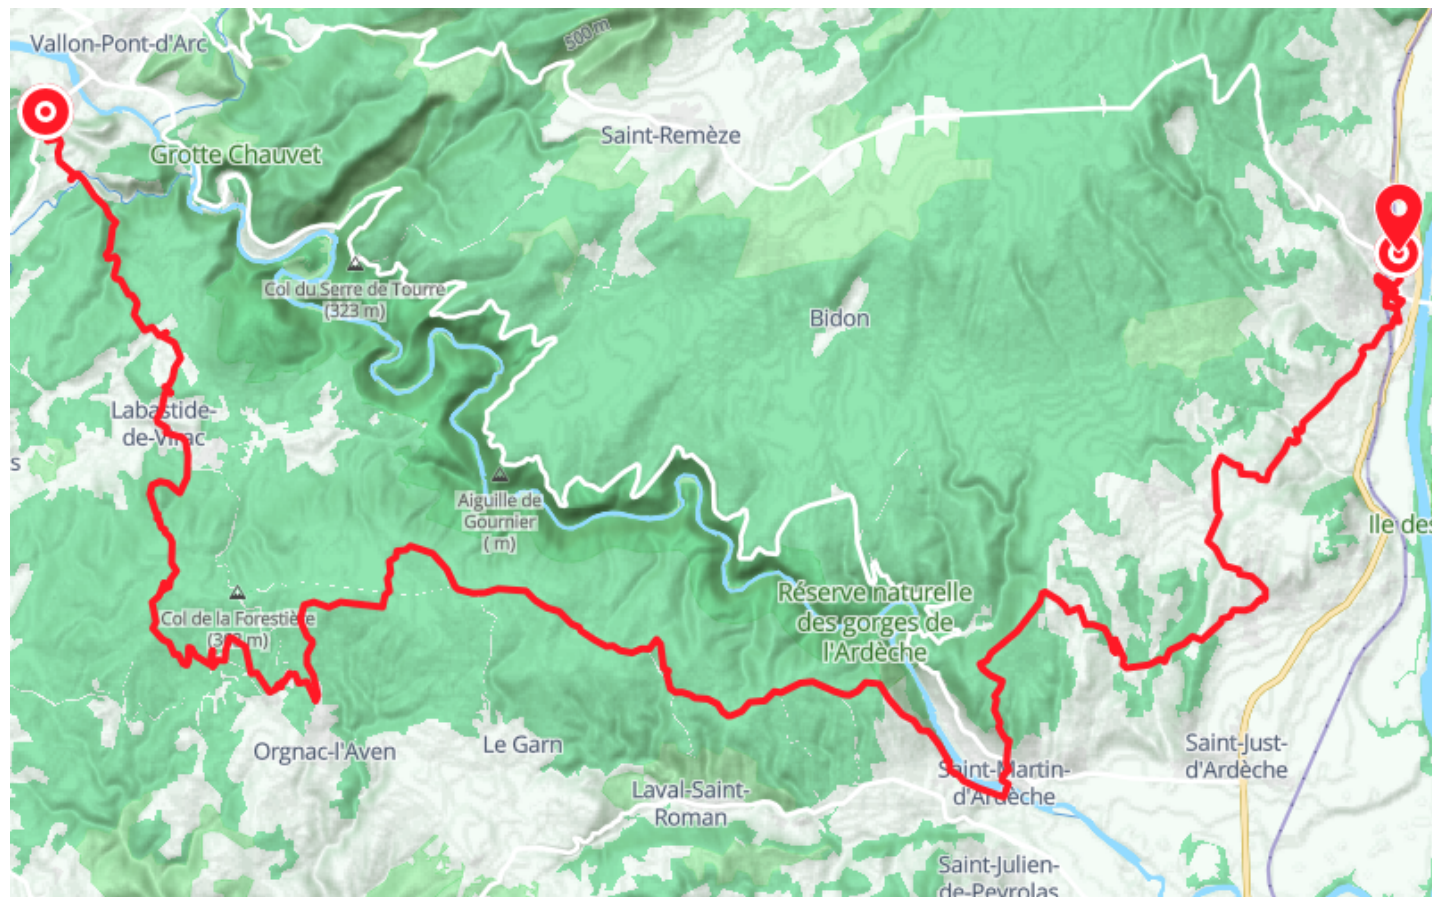 Vallon-Pont-d'Arc
500 m
Saint-Remèze
Grotte Chauvet
Col du Serre de Tourre
(323 m)
Bidon
Labastide-
de-Virac
s
Aiguille de
Gournier
( m)
Ile des
Réserve naturelle
des gorges de
l'Ardèche
Col de la Forestière
Orgnac-l'Aven
Le Garn
Saint-Just-
d'Ardèche
Saint-Martin-
d'Ardèche
Laval-Saint-
Roman
Saint-Julien-
de-Peyrolas